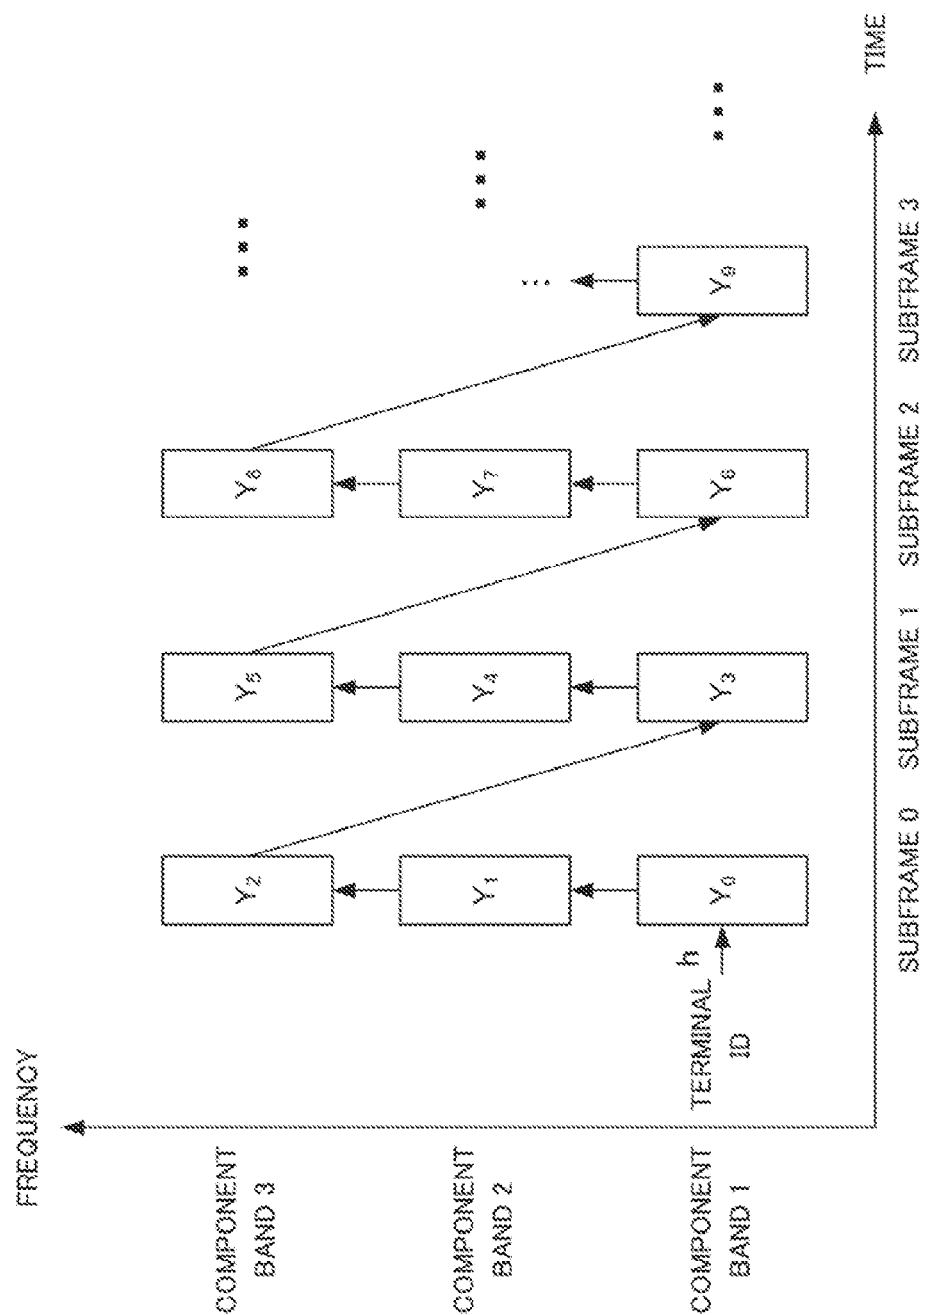 FREQUENCY
COMPONENT
BAND 3
Y₂
Y₅
Y₈
...
COMPONENT
BAND 2
Y₁
Y₄
Y₇
...
...
COMPONENT
BAND 1
TERMINAL
ID
h
Y₀
Y₃
Y₆
Y₉
...
TIME
SUBFRAME 0
SUBFRAME 1
SUBFRAME 2
SUBFRAME 3